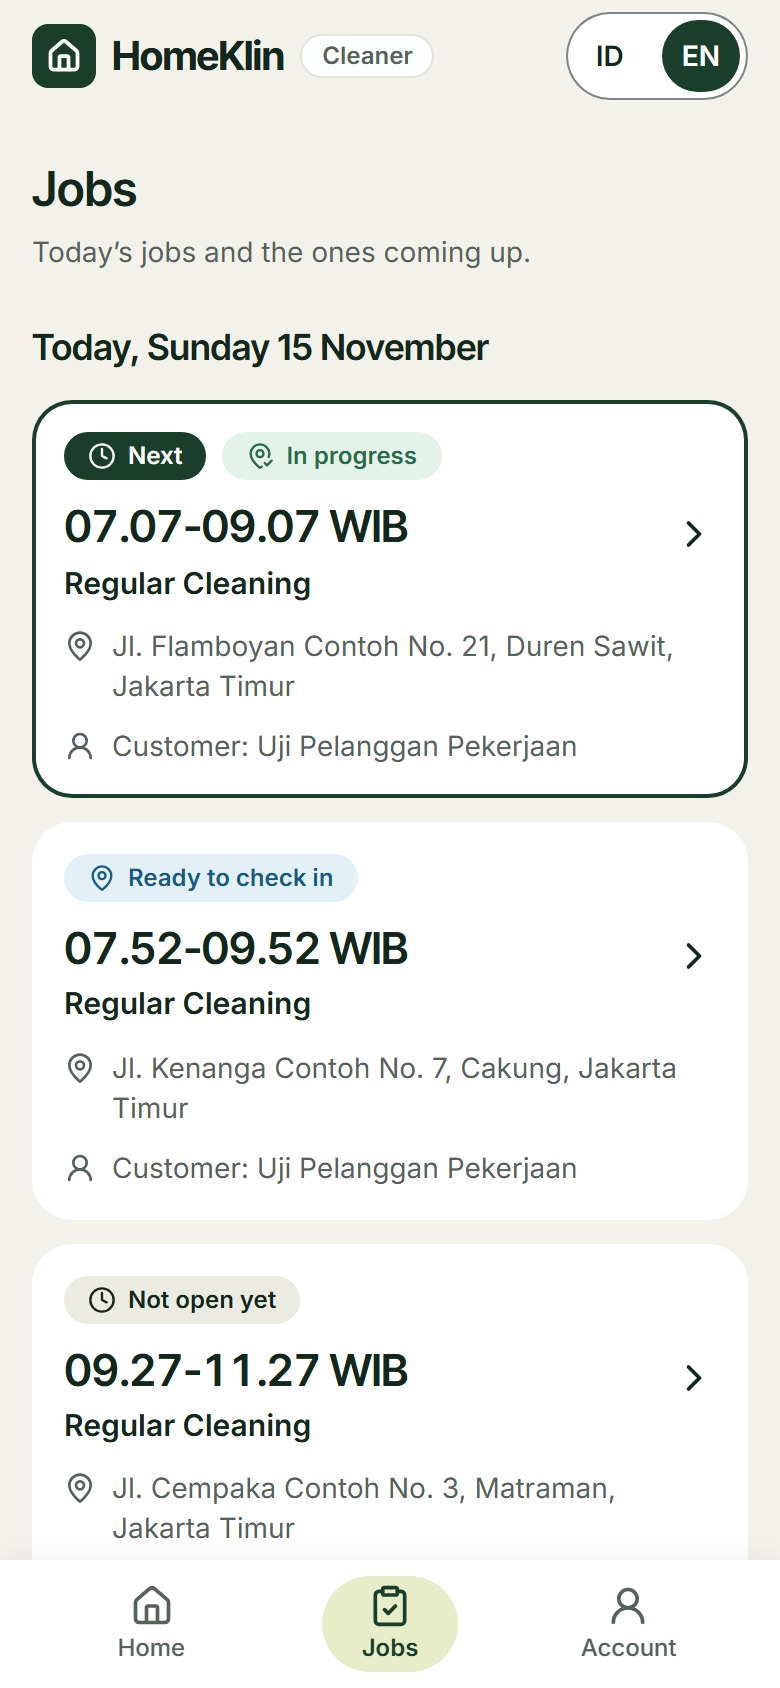 HomeKlin Cleaner ID EN
Jobs
Today’s jobs and the ones coming up.
Today, Sunday 15 November
Next In progress
07.07-09.07 WIB
Regular Cleaning
Jl. Flamboyan Contoh No. 21, Duren Sawit,
Jakarta Timur
Customer: Uji Pelanggan Pekerjaan
Ready to check in
07.52-09.52 WIB
Regular Cleaning
Jl. Kenanga Contoh No. 7, Cakung, Jakarta
Timur
Customer: Uji Pelanggan Pekerjaan
Not open yet
09.27-11.27 WIB
Regular Cleaning
Jl. Cempaka Contoh No. 3, Matraman,
Jakarta Timur
Home Jobs Account